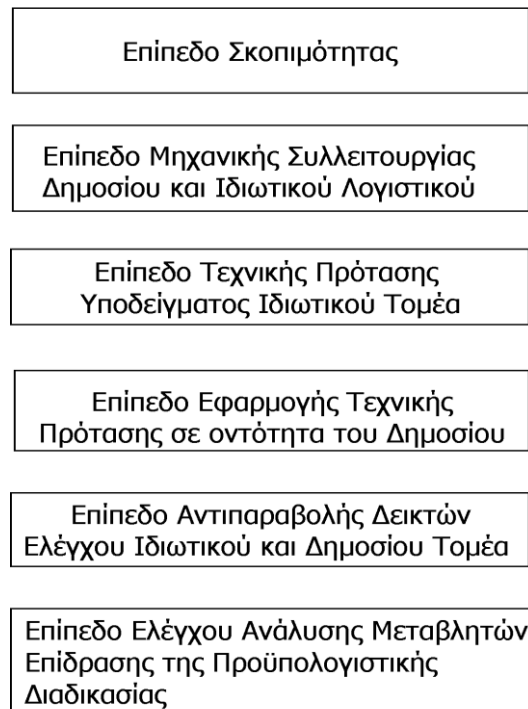 Επίπεδο Σκοπιμότητας
Επίπεδο Μηχανικής Συλλειτουργίας
Δημοσίου και Ιδιωτικού Λογιστικού
Επίπεδο Τεχνικής Πρότασης
Υποδείγματος Ιδιωτικού Τομέα
Επίπεδο Εφαρμογής Τεχνικής
Πρότασης σε οντότητα του Δημοσίου
Επίπεδο Αντιπαραβολής Δεικτών
Ελέγχου Ιδιωτικού και Δημοσίου Τομέα
Επίπεδο Ελέγχου Ανάλυσης Μεταβλητών
Επίδρασης της Προϋπολογιστικής
Διαδικασίας